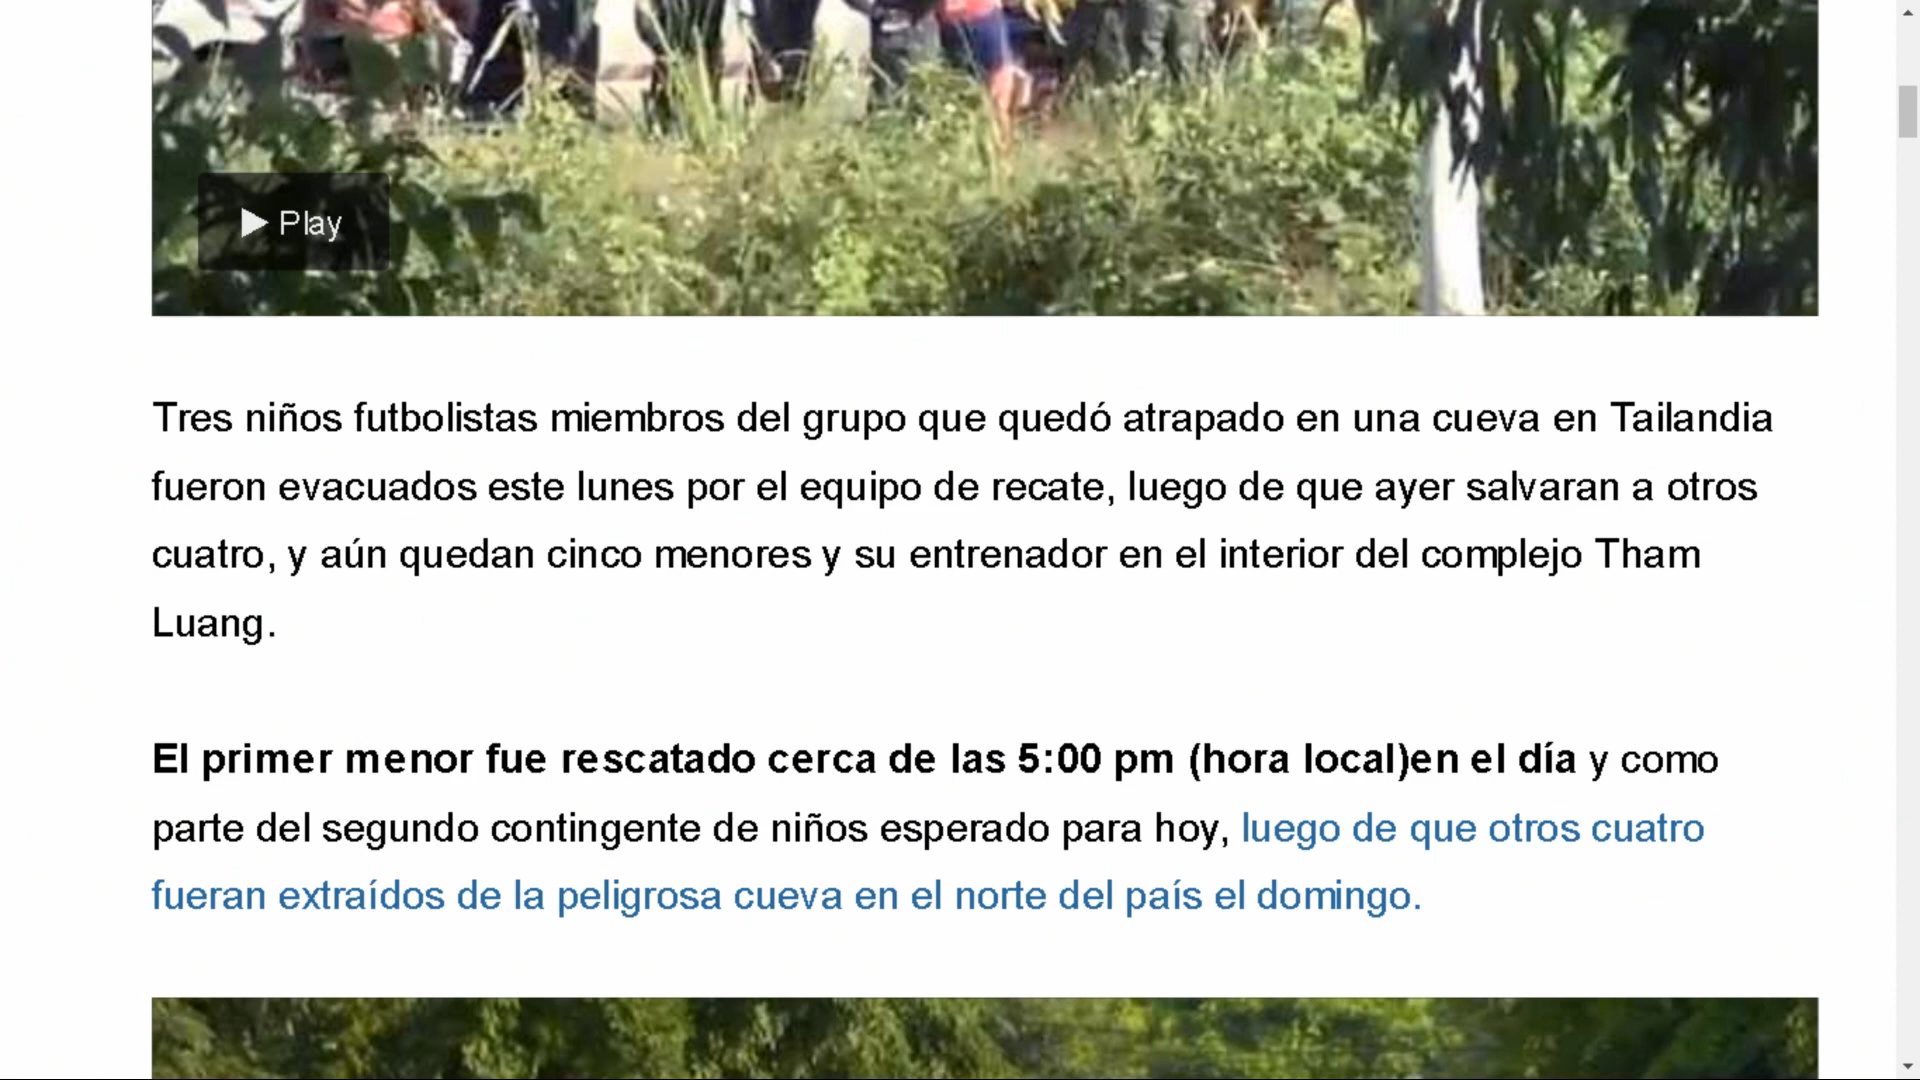 Play
Tres niños futbolistas miembros del grupo que quedó atrapado en una cueva en Tailandia
fueron evacuados este lunes por el equipo de recate, luego de que ayer salvaran a otros
cuatro, y aún quedan cinco menores y su entrenador en el interior del complejo Tham
Luang.
El primer menor fue rescatado cerca de las 5:00 pm (hora local)en el día y como
parte del segundo contingente de niños esperado para hoy, luego de que otros cuatro
fueran extraídos de la peligrosa cueva en el norte del país el domingo.